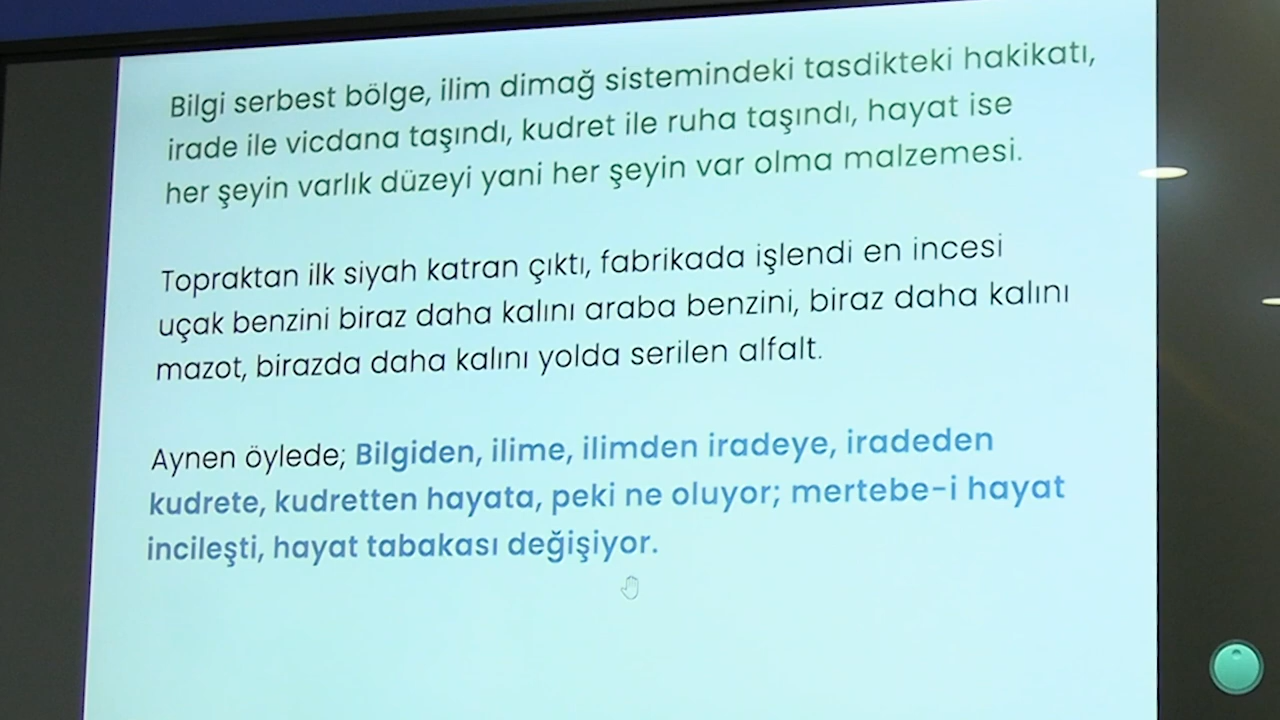 Bilgi serbest bölge, ilim dimağ sistemindeki tasdikteki hakikatı,
irade ile vicdana taşındı, kudret ile ruha taşındı, hayat ise
her şeyin varlık düzeyi yani her şeyin var olma malzemesi.
Topraktan ilk siyah katran çıktı, fabrikada işlendi en incesi
uçak benzini biraz daha kalını araba benzini, biraz daha kalını
mazot, birazda daha kalını yolda serilen alfalt.
Aynen öylede; Bilgiden, ilime, ilimden iradeye, iradeden
kudrete, kudretten hayata, peki ne oluyor; mertebe-i hayat
incileşti, hayat tabakası değişiyor.